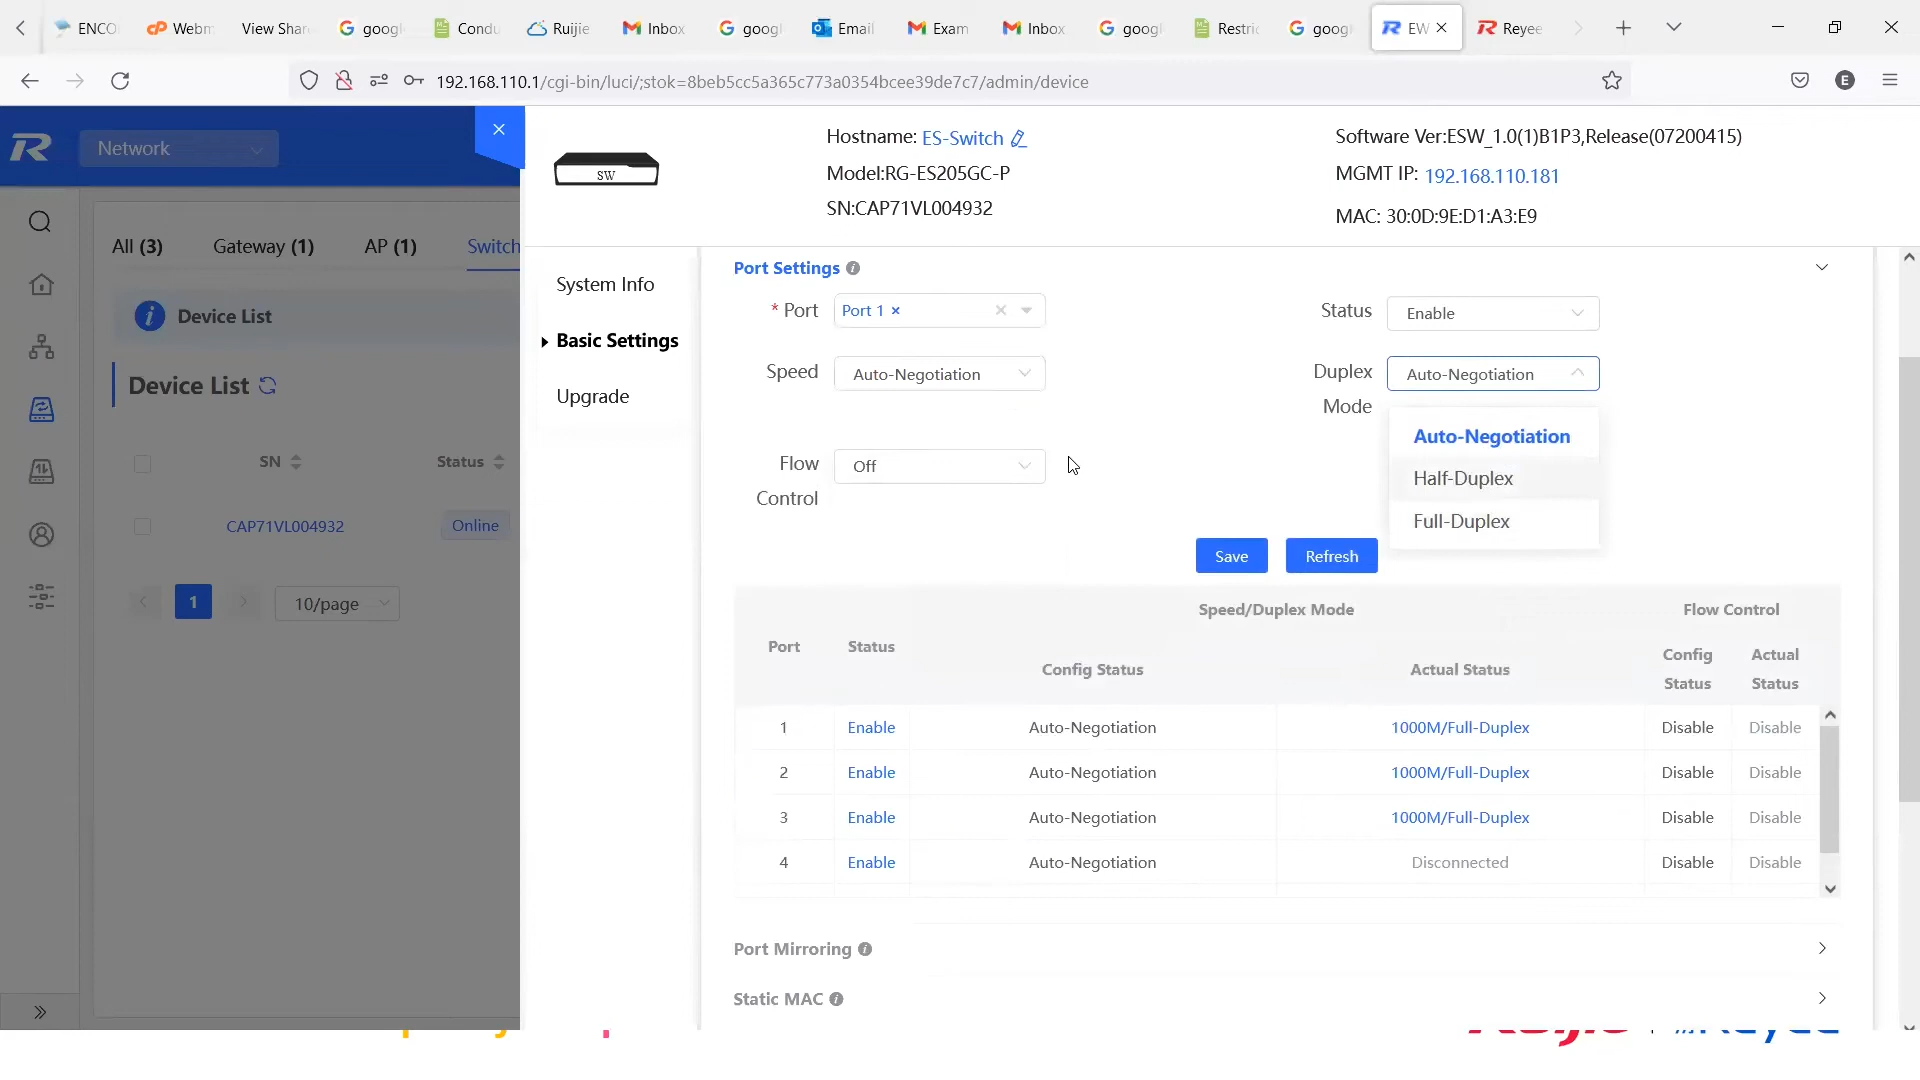 ENCO
Webm
View Shar
googl
Condu
Ruijie
Inbox
goog
Email
Exam
Inbox
googl
Restri
goog
EW
Reyee
192.168.110.1/cgi-bin/luci/;stok=8beb5cc5a365c773a0354bcee39de7c7/admin/device
E
R
Network
SW
Hostname: ES-Switch
Model:RG-ES205GC-P
SN:CAP71VL004932
Software Ver:ESW_1.0(1)B1P3,Release(07200415)
MGMT IP: 192.168.110.181
MAC: 30:0D:9E:D1:A3:E9
All (3)
Gateway (1)
AP (1)
Switch
Device List
Device List
SN
Status
CAP71VL004932
Online
1
10/page
System Info
Basic Settings
Upgrade
Port Settings
* Port
Port 1
Status
Enable
Speed
Auto-Negotiation
Duplex
Mode
Auto-Negotiation
Auto-Negotiation
Half-Duplex
Full-Duplex
Flow
Control
Off
Save
Refresh
Port
Status
Speed/Duplex Mode
Flow Control
Config Status
Actual Status
Config
Status
Actual
Status
1 Enable Auto-Negotiation 1000M/Full-Duplex Disable Disable
2 Enable Auto-Negotiation 1000M/Full-Duplex Disable Disable
3 Enable Auto-Negotiation 1000M/Full-Duplex Disable Disable
4 Enable Auto-Negotiation Disconnected Disable Disable
Port Mirroring
Static MAC